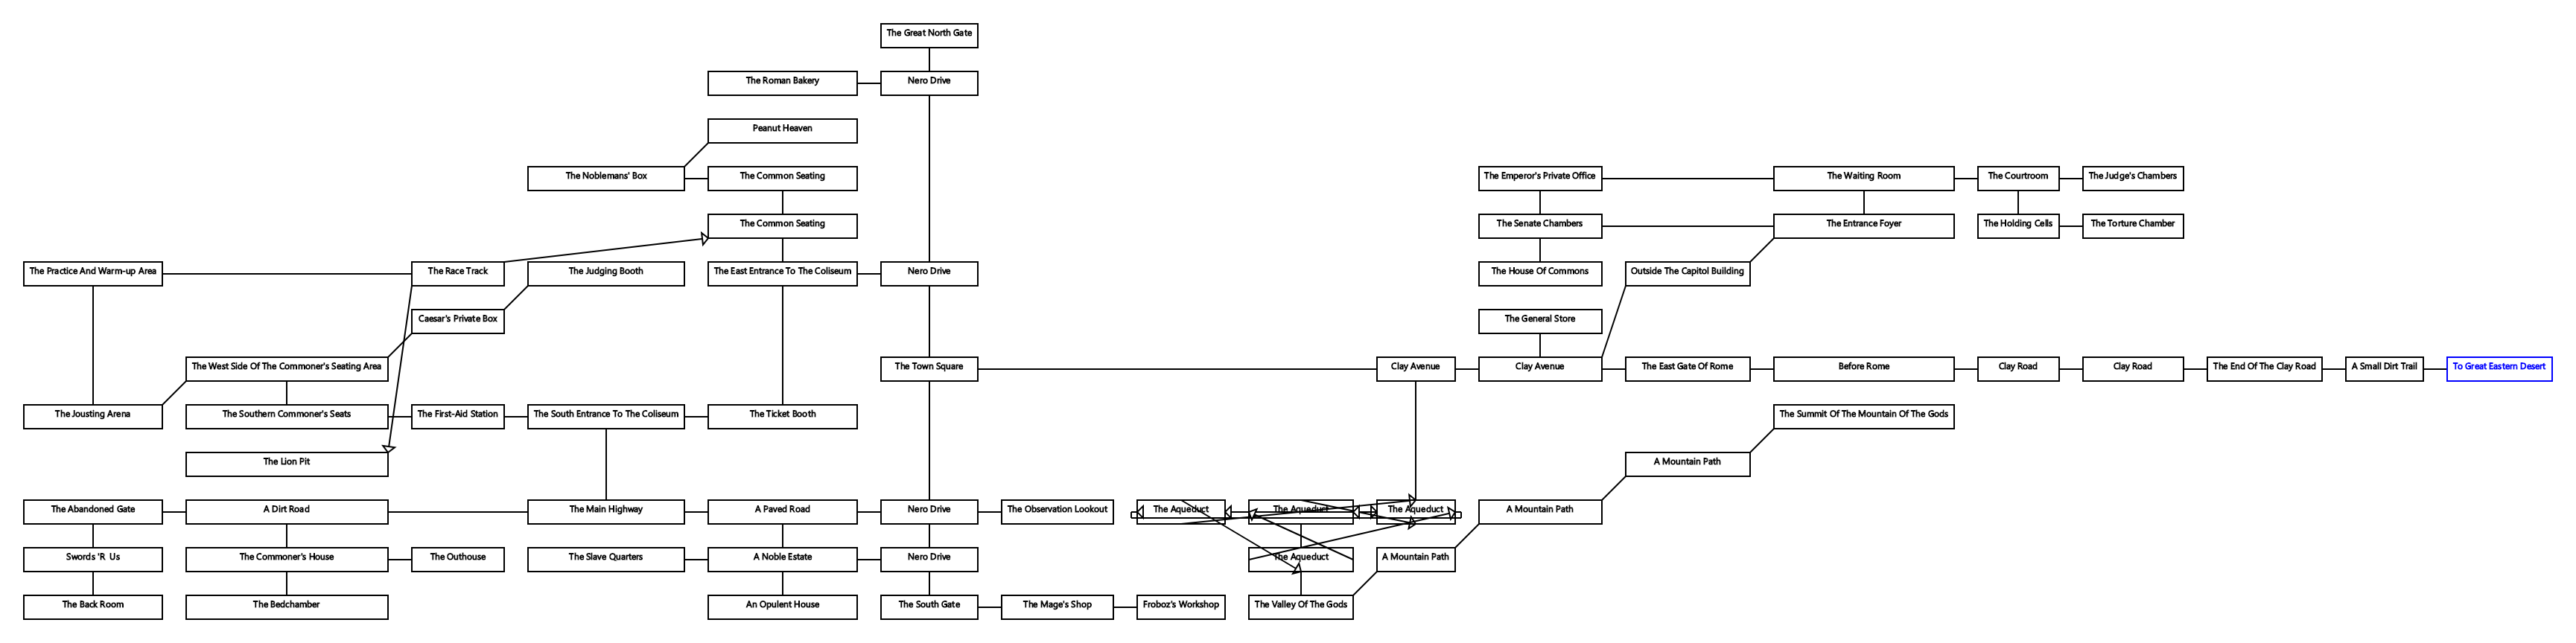 The Great North Gate
The Roman Bakery
Nero Drive
Peanut Heaven
The Noblemans' Box
The Common Seating
The Emperor's Private Office
The Waiting Room
The Courtroom
The Judge's Chambers
The Common Seating
The Senate Chambers
The Entrance Foyer
The Holding Cells
The Torture Chamber
The Practice And Warm-up Area
The Race Track
The Judging Booth
The East Entrance To The Coliseum
Nero Drive
The House Of Commons
Outside The Capitol Building
Caesar's Private Box
The General Store
The West Side Of The Commoner's Seating Area
The Town Square
Clay Avenue
Clay Avenue
The East Gate Of Rome
Before Rome
Clay Road
Clay Road
The End Of The Clay Road
A Small Dirt Trail
To Great Eastern Desert
The Jousting Arena
The Southern Commoner's Seats
The First-Aid Station
The South Entrance To The Coliseum
The Ticket Booth
The Summit Of The Mountain Of The Gods
The Lion Pit
A Mountain Path
The Abandoned Gate
A Dirt Road
The Main Highway
A Paved Road
Nero Drive
The Observation Lookout
The Aqueduct
The Aqueduct
The Aqueduct
A Mountain Path
Swords 'R Us
The Commoner's House
The Outhouse
The Slave Quarters
A Noble Estate
Nero Drive
The Aqueduct
A Mountain Path
The Back Room
The Bedchamber
An Opulent House
The South Gate
The Mage's Shop
Froboz's Workshop
The Valley Of The Gods